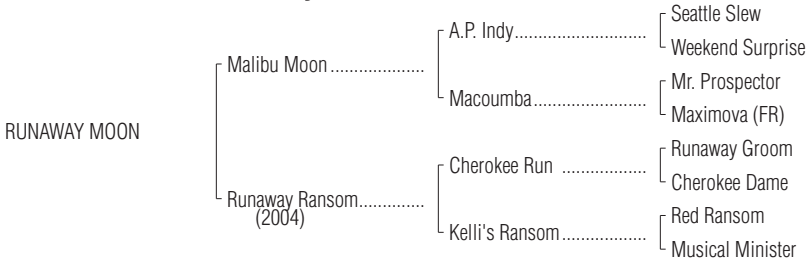 Seattle Slew
A.P. Indy..............................
Weekend Surprise
Malibu Moon .....................
Mr. Prospector
Macoumba..........................
Maximova (FR)
RUNAWAY MOON
Runaway Groom
Cherokee Run ...................
Cherokee Dame
Runaway Ransom..............
(2004)
Red Ransom
Kelli's Ransom...................
Musical Minister